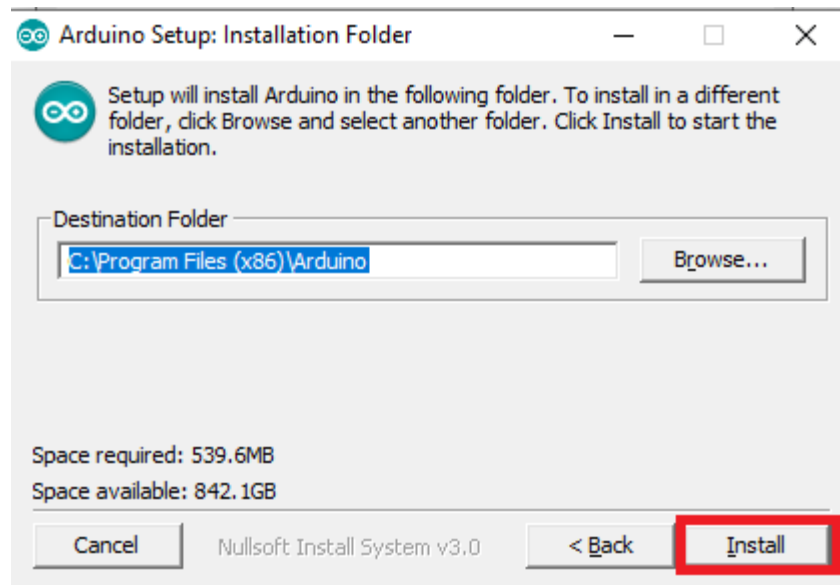 Arduino Setup: Installation Folder
Setup will install Arduino in the following folder. To install in a different
folder, click Browse and select another folder. Click Install to start the
installation.
Destination Folder
C:\Program Files (x86)\Arduino
Browse...
Space required: 539.6MB
Space available: 842.1GB
Cancel
Nullsoft Install System v3.0
< Back
Install